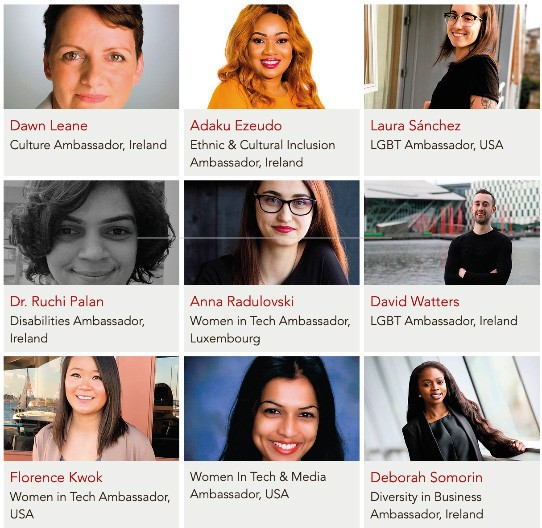 Dawn Leane
Culture Ambassador, Ireland
Adaku Ezeudo
Ethnic & Cultural Inclusion
Ambassador, Ireland
Laura Sánchez
LGBT Ambassador, USA
Dr. Ruchi Palan
Disabilities Ambassador,
Ireland
Anna Radulovski
Women in Tech Ambassador,
Luxembourg
David Watters
LGBT Ambassador, Ireland
Florence Kwok
Women in Tech Ambassador,
USA
Women In Tech & Media
Ambassador, USA
Deborah Somorin
Diversity in Business
Ambassador, Ireland